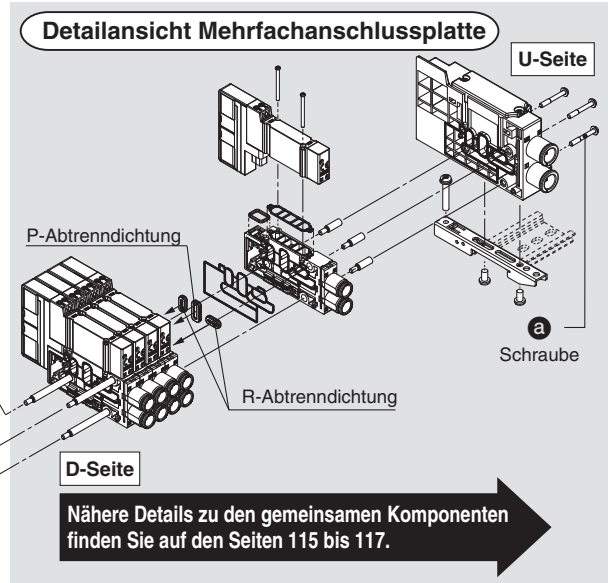 Detailansicht Mehrfachanschlussplatte
U-Seite
P-Abtrenndichtung
a
Schraube
R-Abtrenndichtung
D-Seite
Nähere Details zu den gemeinsamen Komponenten
finden Sie auf den Seiten 115 bis 117.